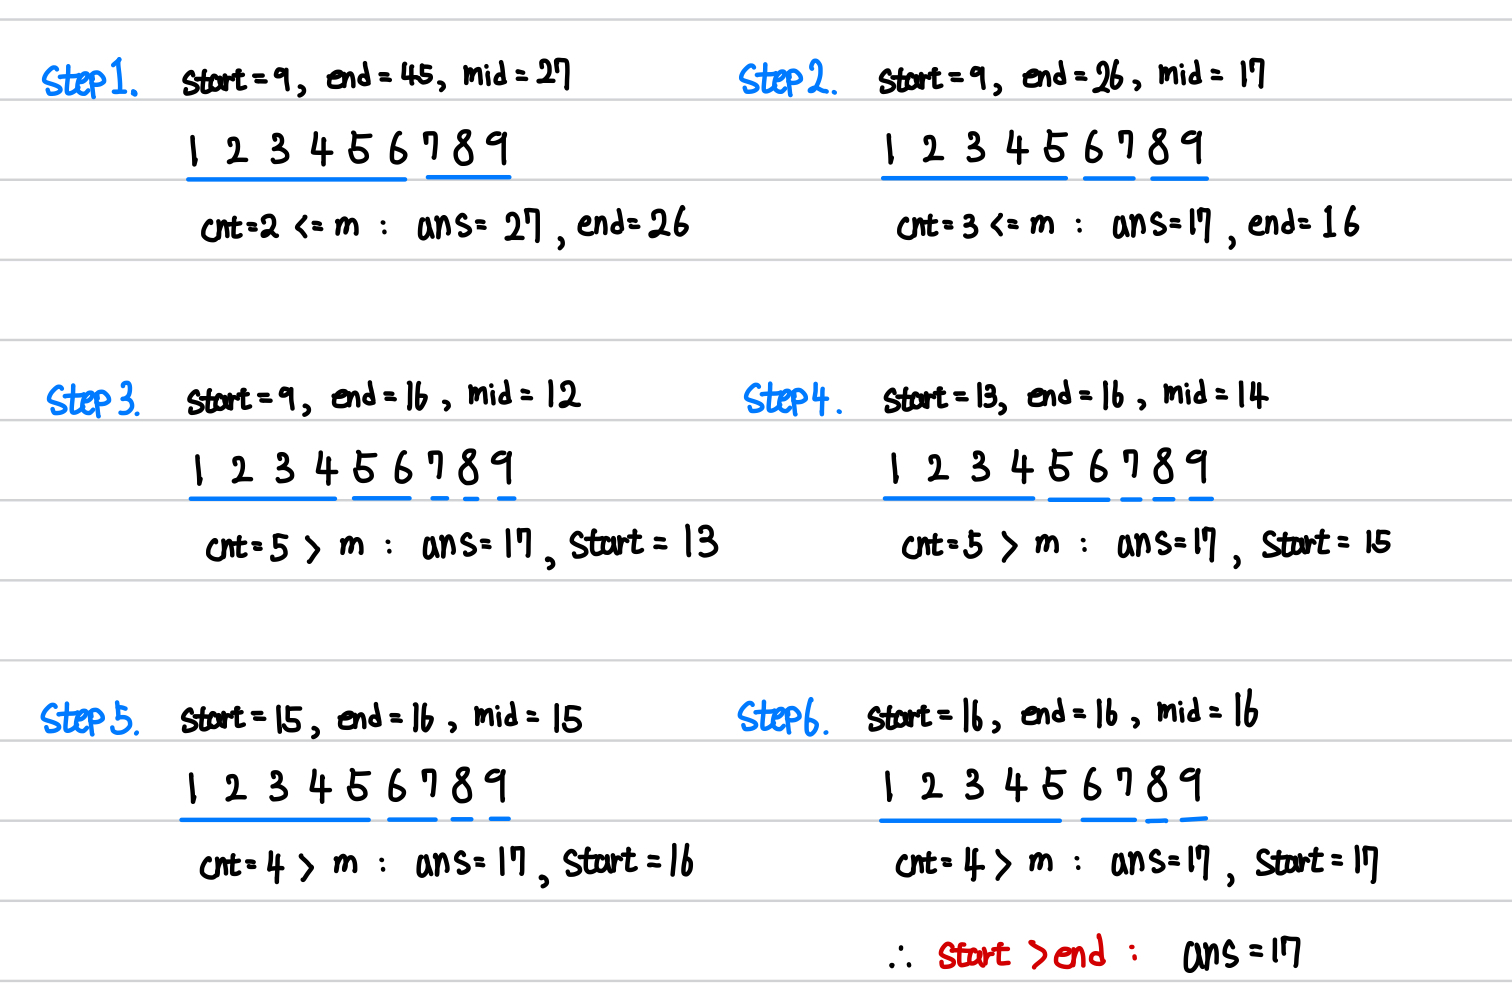 Step 1. start = 9, end = 45, mid = 27
1 2 3 4 5 6 7 8 9
cnt = 2 <= m : ans = 27, end = 26
Step 2. start = 9, end = 26, mid = 17
1 2 3 4 5 6 7 8 9
cnt = 3 <= m : ans = 17, end = 16
Step 3. start = 9, end = 16, mid = 12
1 2 3 4 5 6 7 8 9
cnt = 5 > m : ans = 17, start = 13
Step 4. start = 13, end = 16, mid = 14
1 2 3 4 5 6 7 8 9
cnt = 5 > m : ans = 17, start = 15
Step 5. start = 15, end = 16, mid = 15
1 2 3 4 5 6 7 8 9
cnt = 4 > m : ans = 17, start = 16
Step 6. start = 16, end = 16, mid = 16
1 2 3 4 5 6 7 8 9
cnt = 4 > m : ans = 17, start = 17
∴ start > end : ans = 17